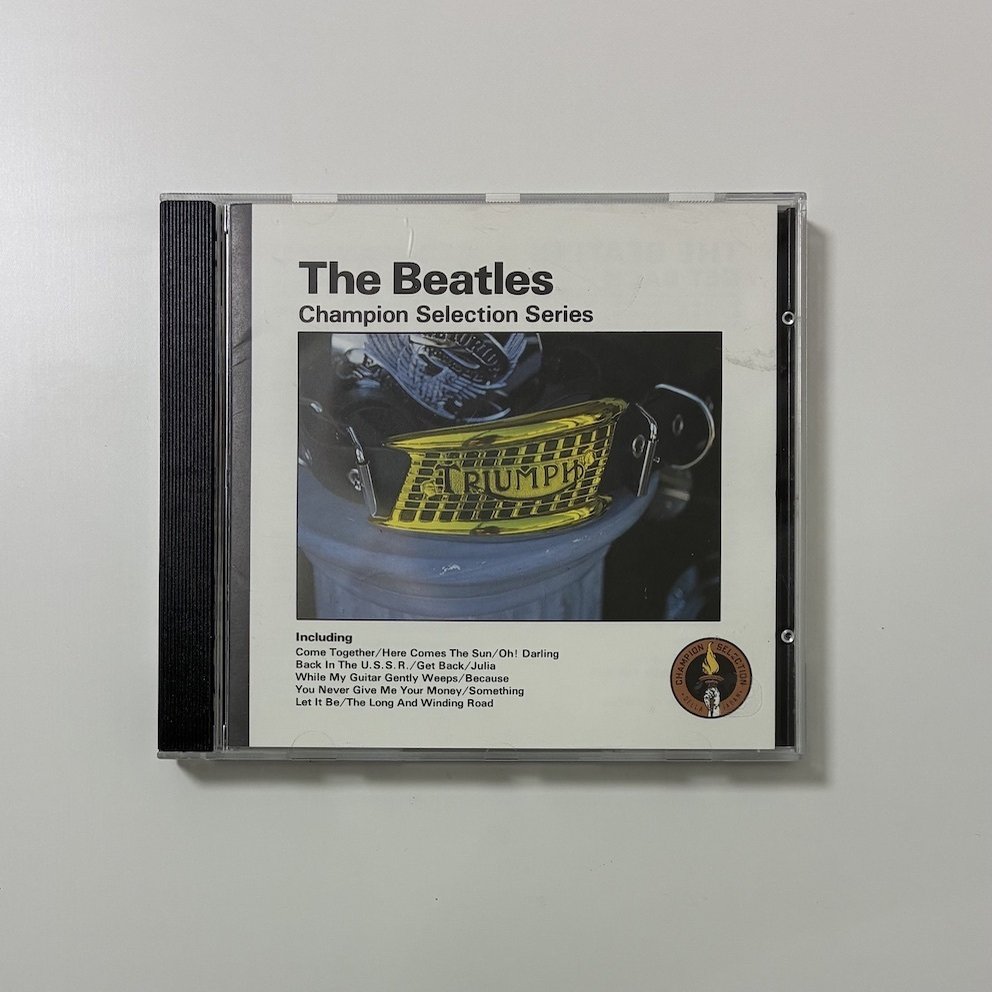 The Beatles
Champion Selection Series
TRIUMPH
Including
Come Together/Here Comes The Sun/Oh! Darling
Back In The U.S.S.R./Get Back/Julia
While My Guitar Gently Weeps/Because
You Never Give Me Your Money/Something
Let It Be/The Long And Winding Road
CHAMPION SELECTION